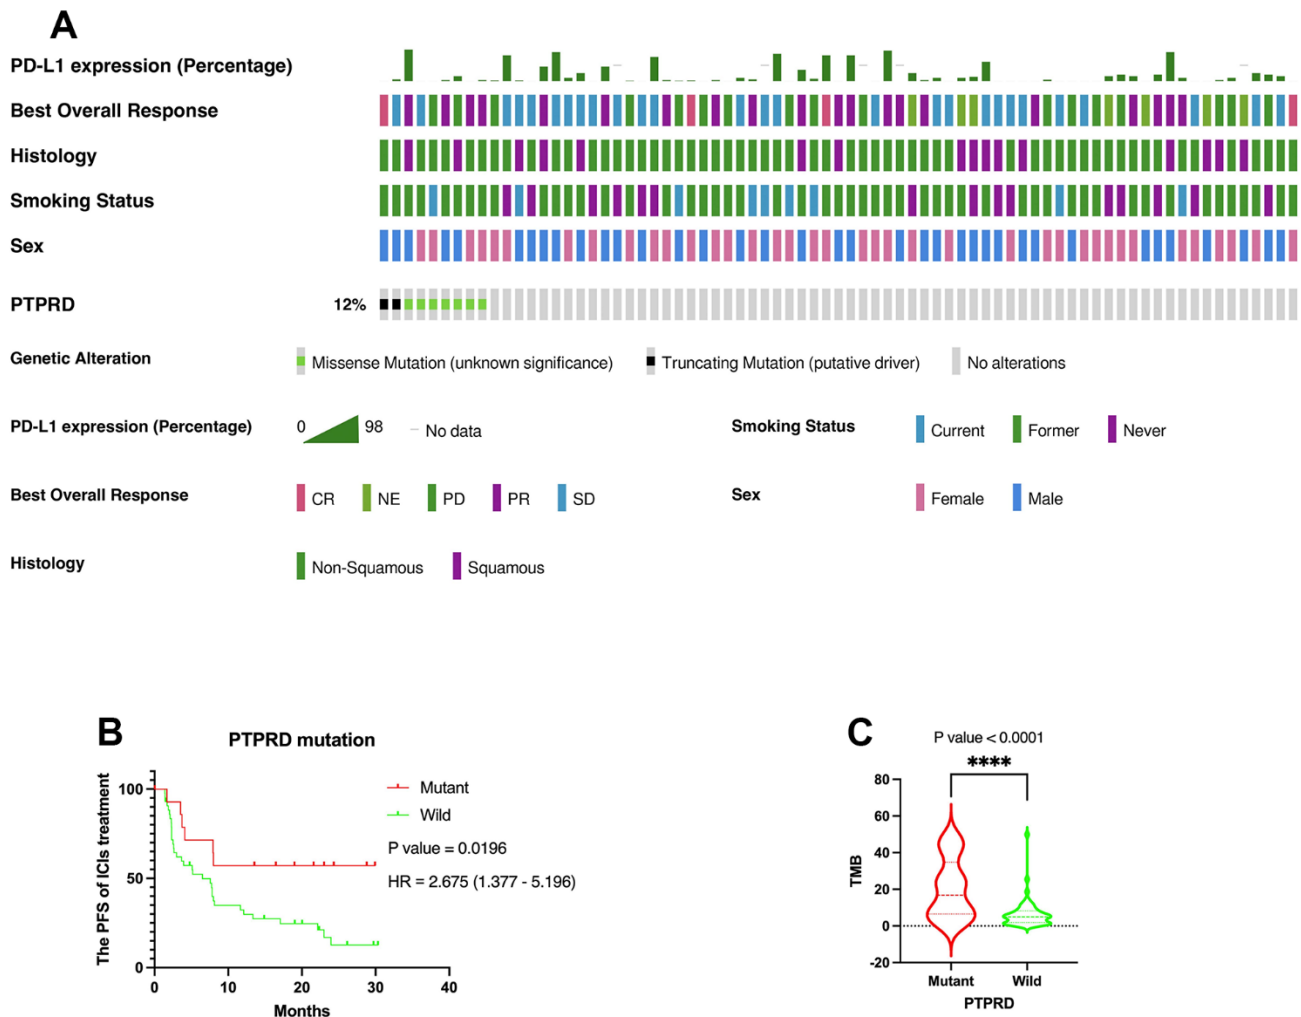 A
PD-L1 expression (Percentage)
Best Overall Response
Histology
Smoking Status
Sex
PTPRD 12%
Genetic Alteration Missense Mutation (unknown significance) Truncating Mutation (putative driver) No alterations
PD-L1 expression (Percentage) 0 98 No data Smoking Status Current Former Never
Best Overall Response CR NE PD PR SD Sex Female Male
Histology Non-Squamous Squamous
B
PTPRD mutation
The PFS of ICIs treatment
100
50
0
0 10 20 30 40
Months
Mutant
Wild
P value = 0.0196
HR = 2.675 (1.377 - 5.196)
C
P value < 0.0001
****
TMB
80
60
40
20
0
-20
Mutant Wild
PTPRD